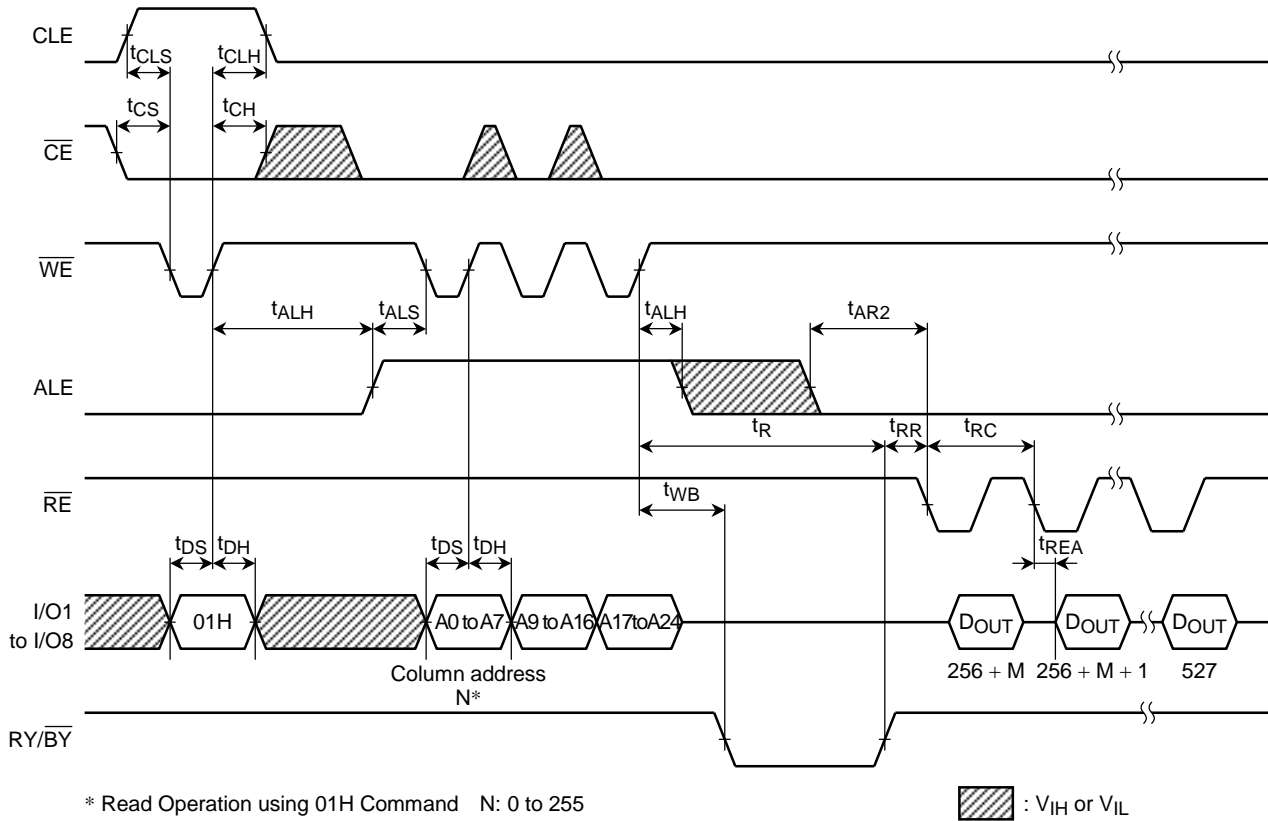 CLE
tCLS
tCLH
tCS
tCH
CE
WE
tALH
tALS
tALH
tAR2
ALE
tR
tRR
tRC
RE
tWB
tDS
tDH
tDS
tDH
tREA
I/O1
to I/O8
01H
A0 to A7
A9 to A16
A17 to A24
DOUT
DOUT
DOUT
256 + M
256 + M + 1
527
Column address
N*
RY/BY
* Read Operation using 01H Command N: 0 to 255
: VIH or VIL